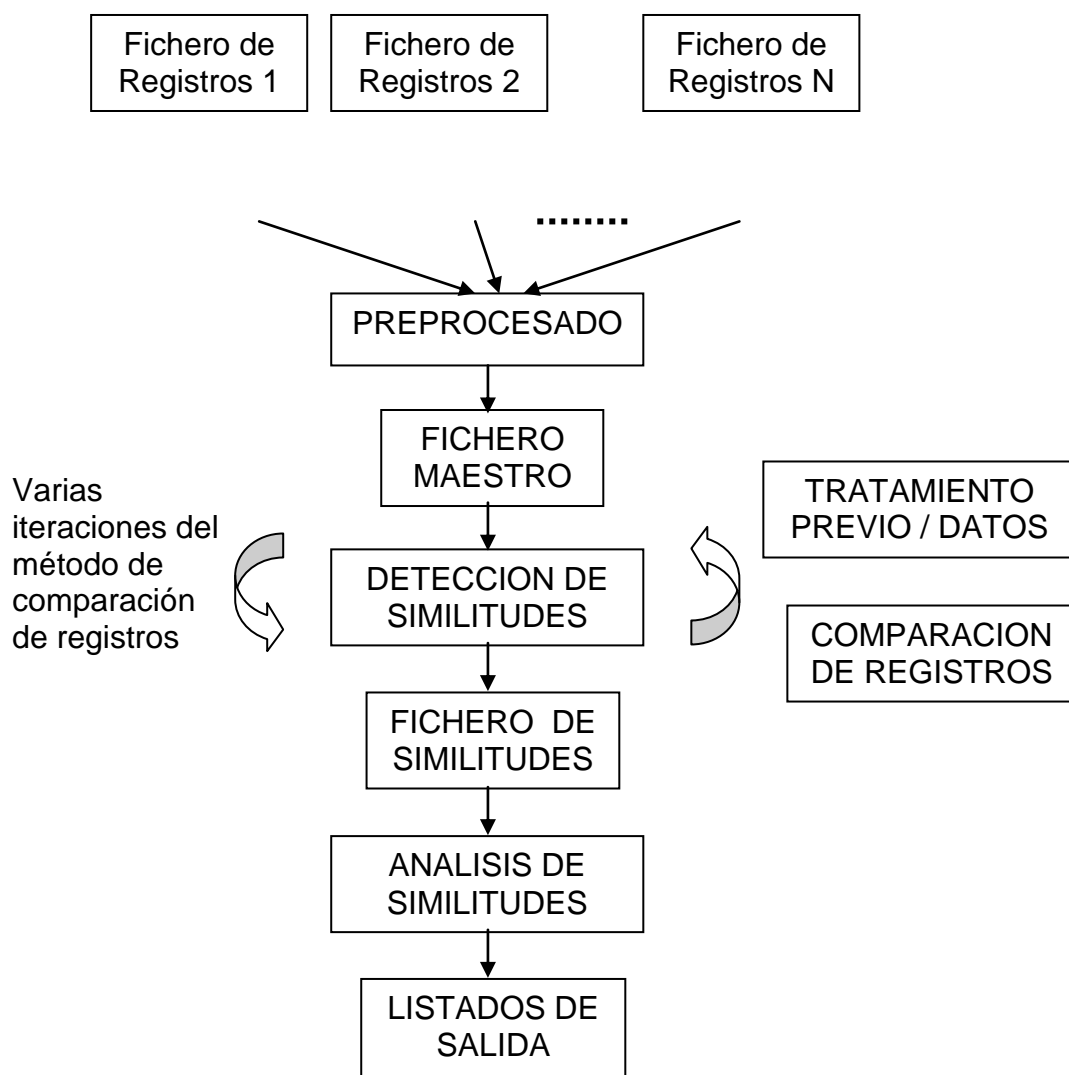 Fichero de
Registros 1
Fichero de
Registros 2
Fichero de
Registros N
........
PREPROCESADO
FICHERO
MAESTRO
Varias
iteraciones del
método de
comparación
de registros
DETECCION DE
SIMILITUDES
TRATAMIENTO
PREVIO / DATOS
COMPARACION
DE REGISTROS
FICHERO DE
SIMILITUDES
ANALISIS DE
SIMILITUDES
LISTADOS DE
SALIDA